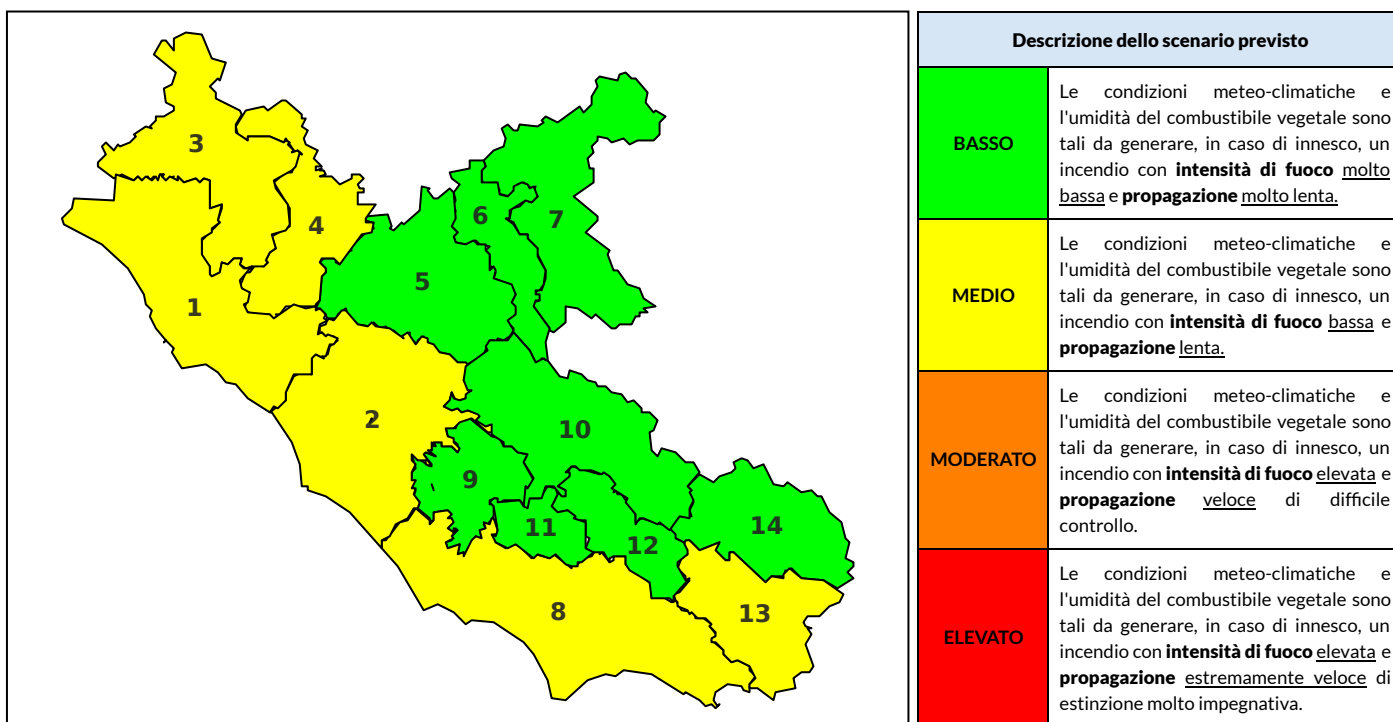 3
4
6
7
5
1
2
10
9
11
12
14
8
13
Descrizione dello scenario previsto
BASSO
Le condizioni meteo-climatiche e
l'umidità del combustibile vegetale sono
tali da generare, in caso di innesco, un
incendio con intensità di fuoco molto
bassa e propagazione molto lenta.
MEDIO
Le condizioni meteo-climatiche e
l'umidità del combustibile vegetale sono
tali da generare, in caso di innesco, un
incendio con intensità di fuoco bassa e
propagazione lenta.
MODERATO
Le condizioni meteo-climatiche e
l'umidità del combustibile vegetale sono
tali da generare, in caso di innesco, un
incendio con intensità di fuoco elevata e
propagazione veloce di difficile
controllo.
ELEVATO
Le condizioni meteo-climatiche e
l'umidità del combustibile vegetale sono
tali da generare, in caso di innesco, un
incendio con intensità di fuoco elevata e
propagazione estremamente veloce di
estinzione molto impegnativa.